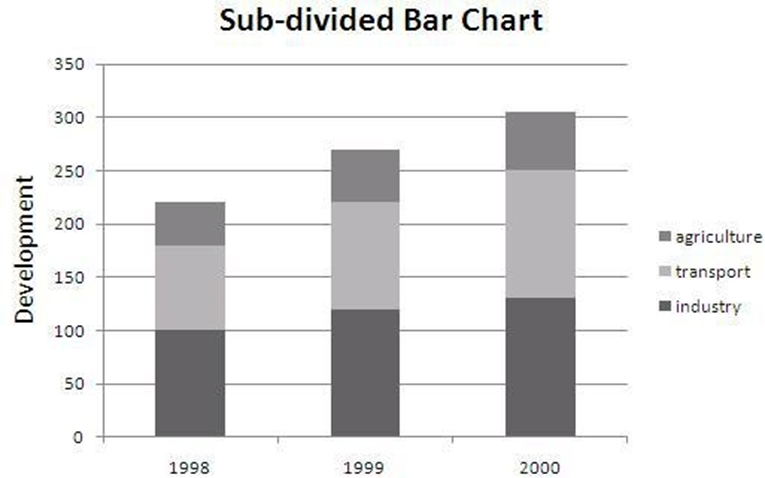 Sub-divided Bar Chart
Development
350
300
250
200
150
100
50
0
1998
1999
2000
agriculture
transport
industry